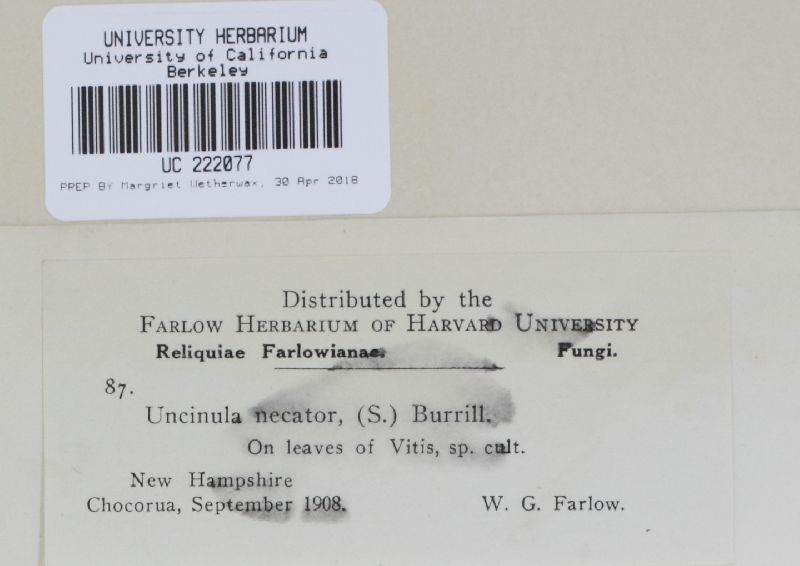 UNIVERSITY HERBARIUM
University of California
Berkeley
UC 222077
PREP BY Margriet Wetherwax, 30 Apr 2018
Distributed by the
FARLOW HERBARIUM OF HARVARD UNIVERSITY
Reliquiae Farlowianae. Fungi.
87.
Uncinula necator, (S.) Burrill.
On leaves of Vitis, sp. cult.
New Hampshire
Chocorua, September 1908. W. G. Farlow.